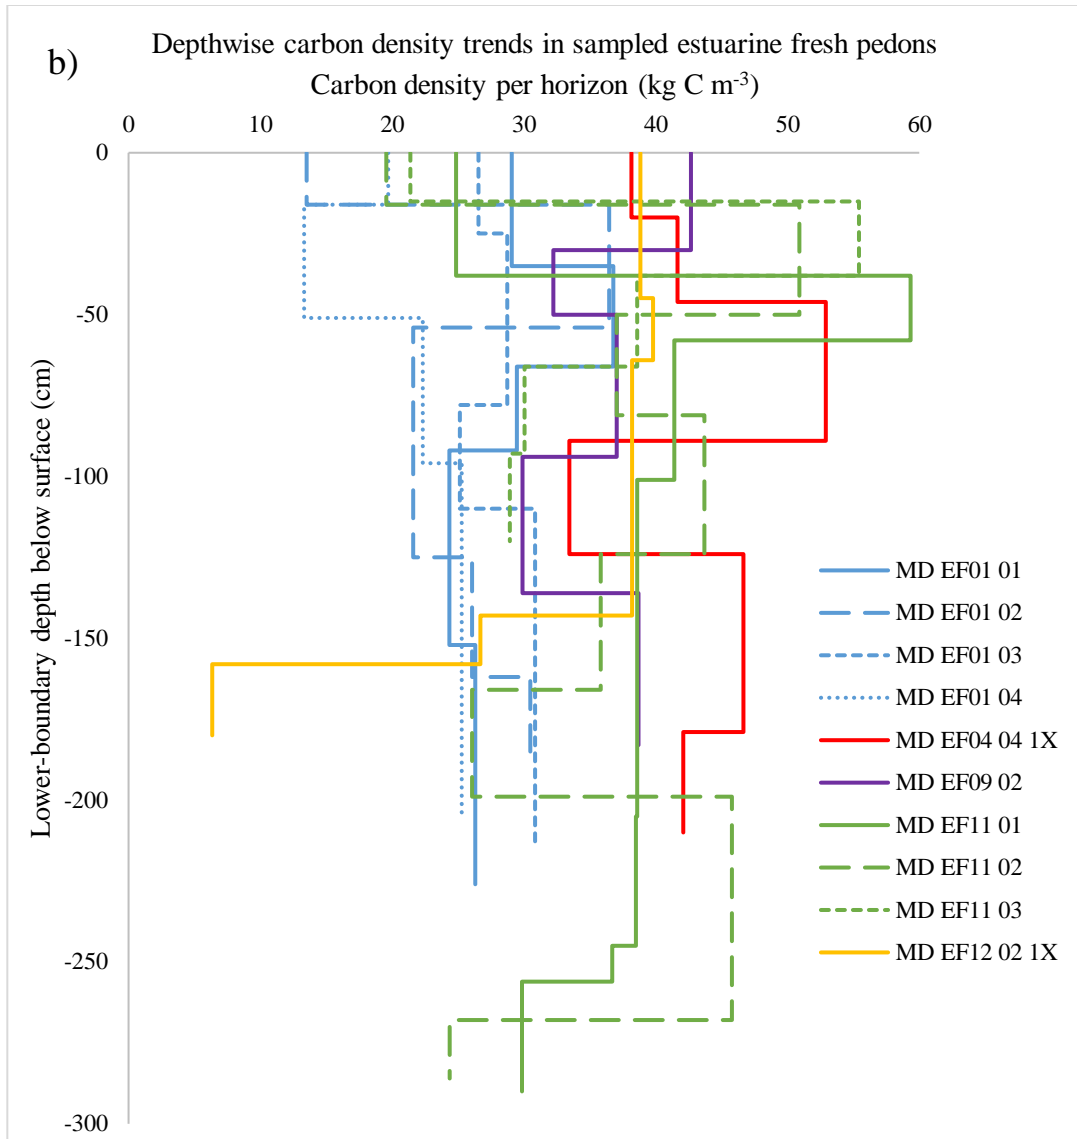 b)
Depthwise carbon density trends in sampled estuarine fresh pedons
Carbon density per horizon (kg C m-3)
0 10 20 30 40 50 60
Lower-boundary depth below surface (cm)
0
-50
-100
-150
-200
-250
-300
MD EF01 01
MD EF01 02
MD EF01 03
MD EF01 04
MD EF04 04 1X
MD EF09 02
MD EF11 01
MD EF11 02
MD EF11 03
MD EF12 02 1X